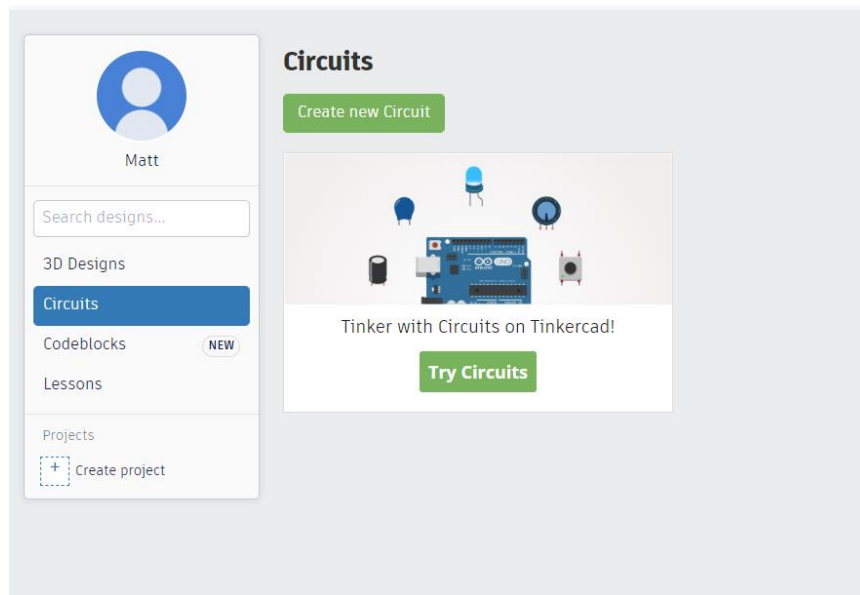 Matt
Search designs...
3D Designs
Circuits
Codeblocks NEW
Lessons
Projects
+ Create project
Circuits
Create new Circuit
Tinker with Circuits on Tinkercad!
Try Circuits